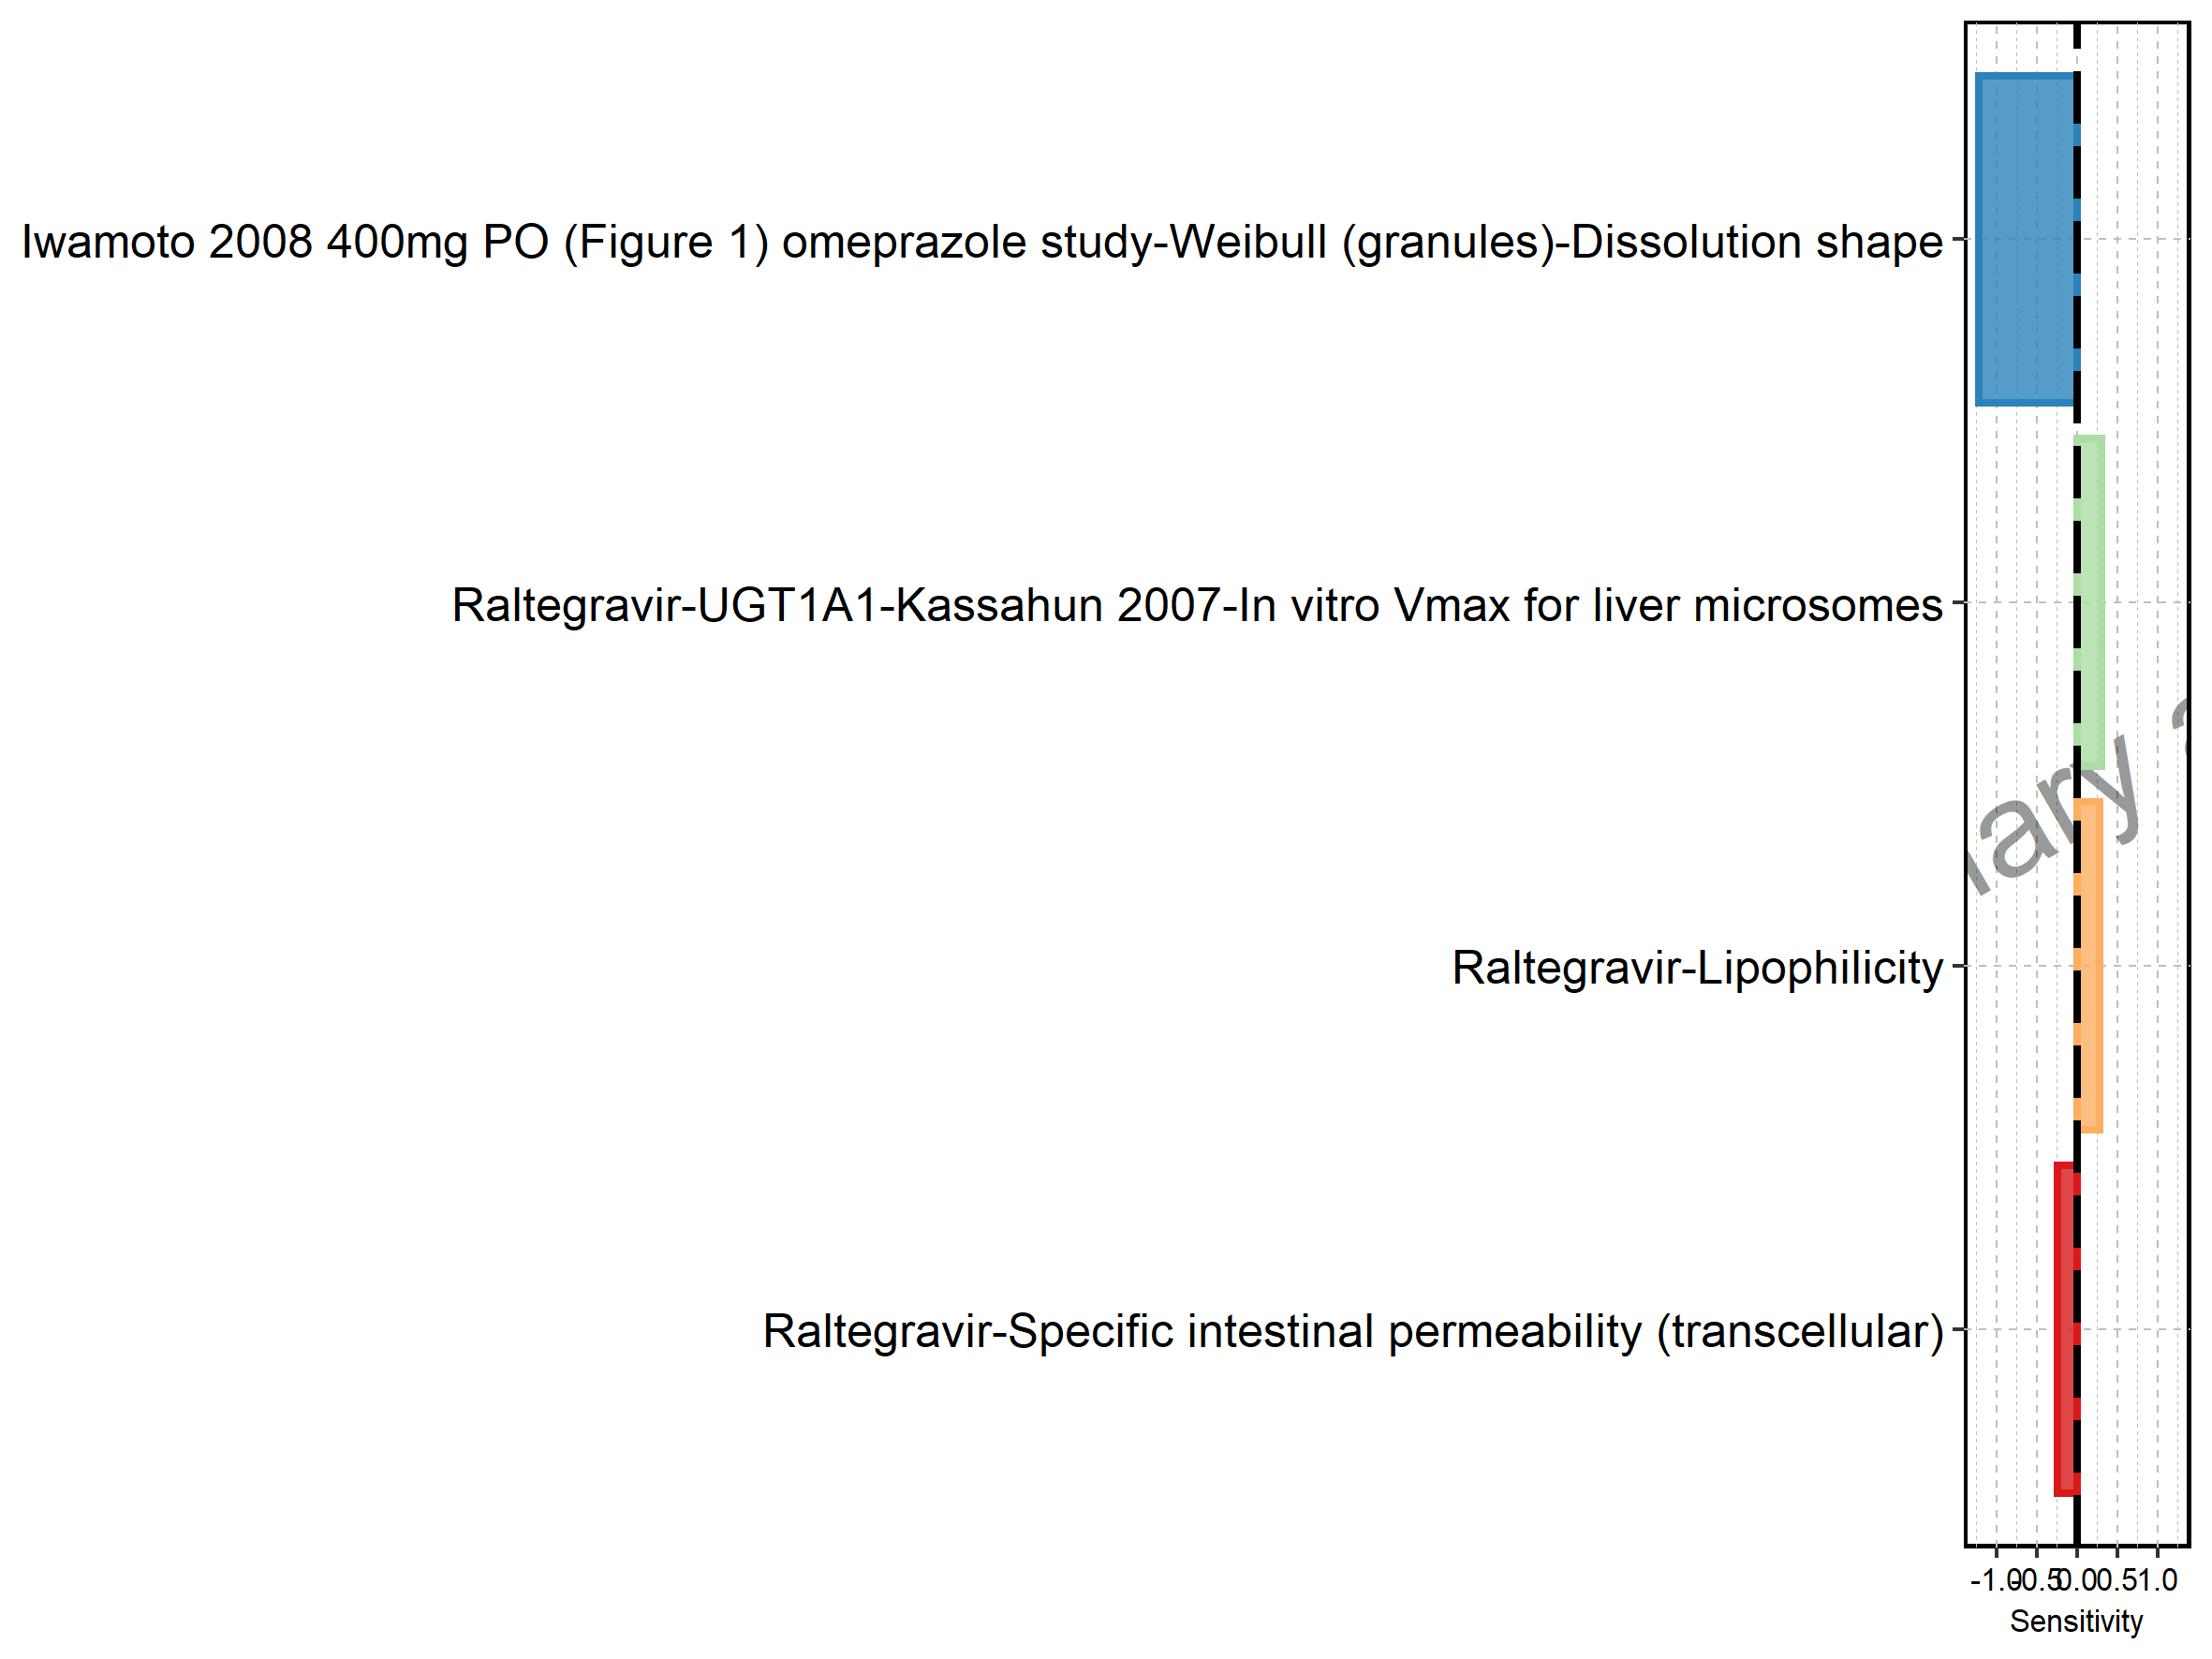 Iwamoto 2008 400mg PO (Figure 1) omeprazole study-Weibull (granules)-Dissolution shape
Raltegravir-UGT1A1-Kassahun 2007-In vitro Vmax for liver microsomes
Raltegravir-Lipophilicity
Raltegravir-Specific intestinal permeability (transcellular)
-1.0 -0.5 0.0 0.5 1.0
Sensitivity